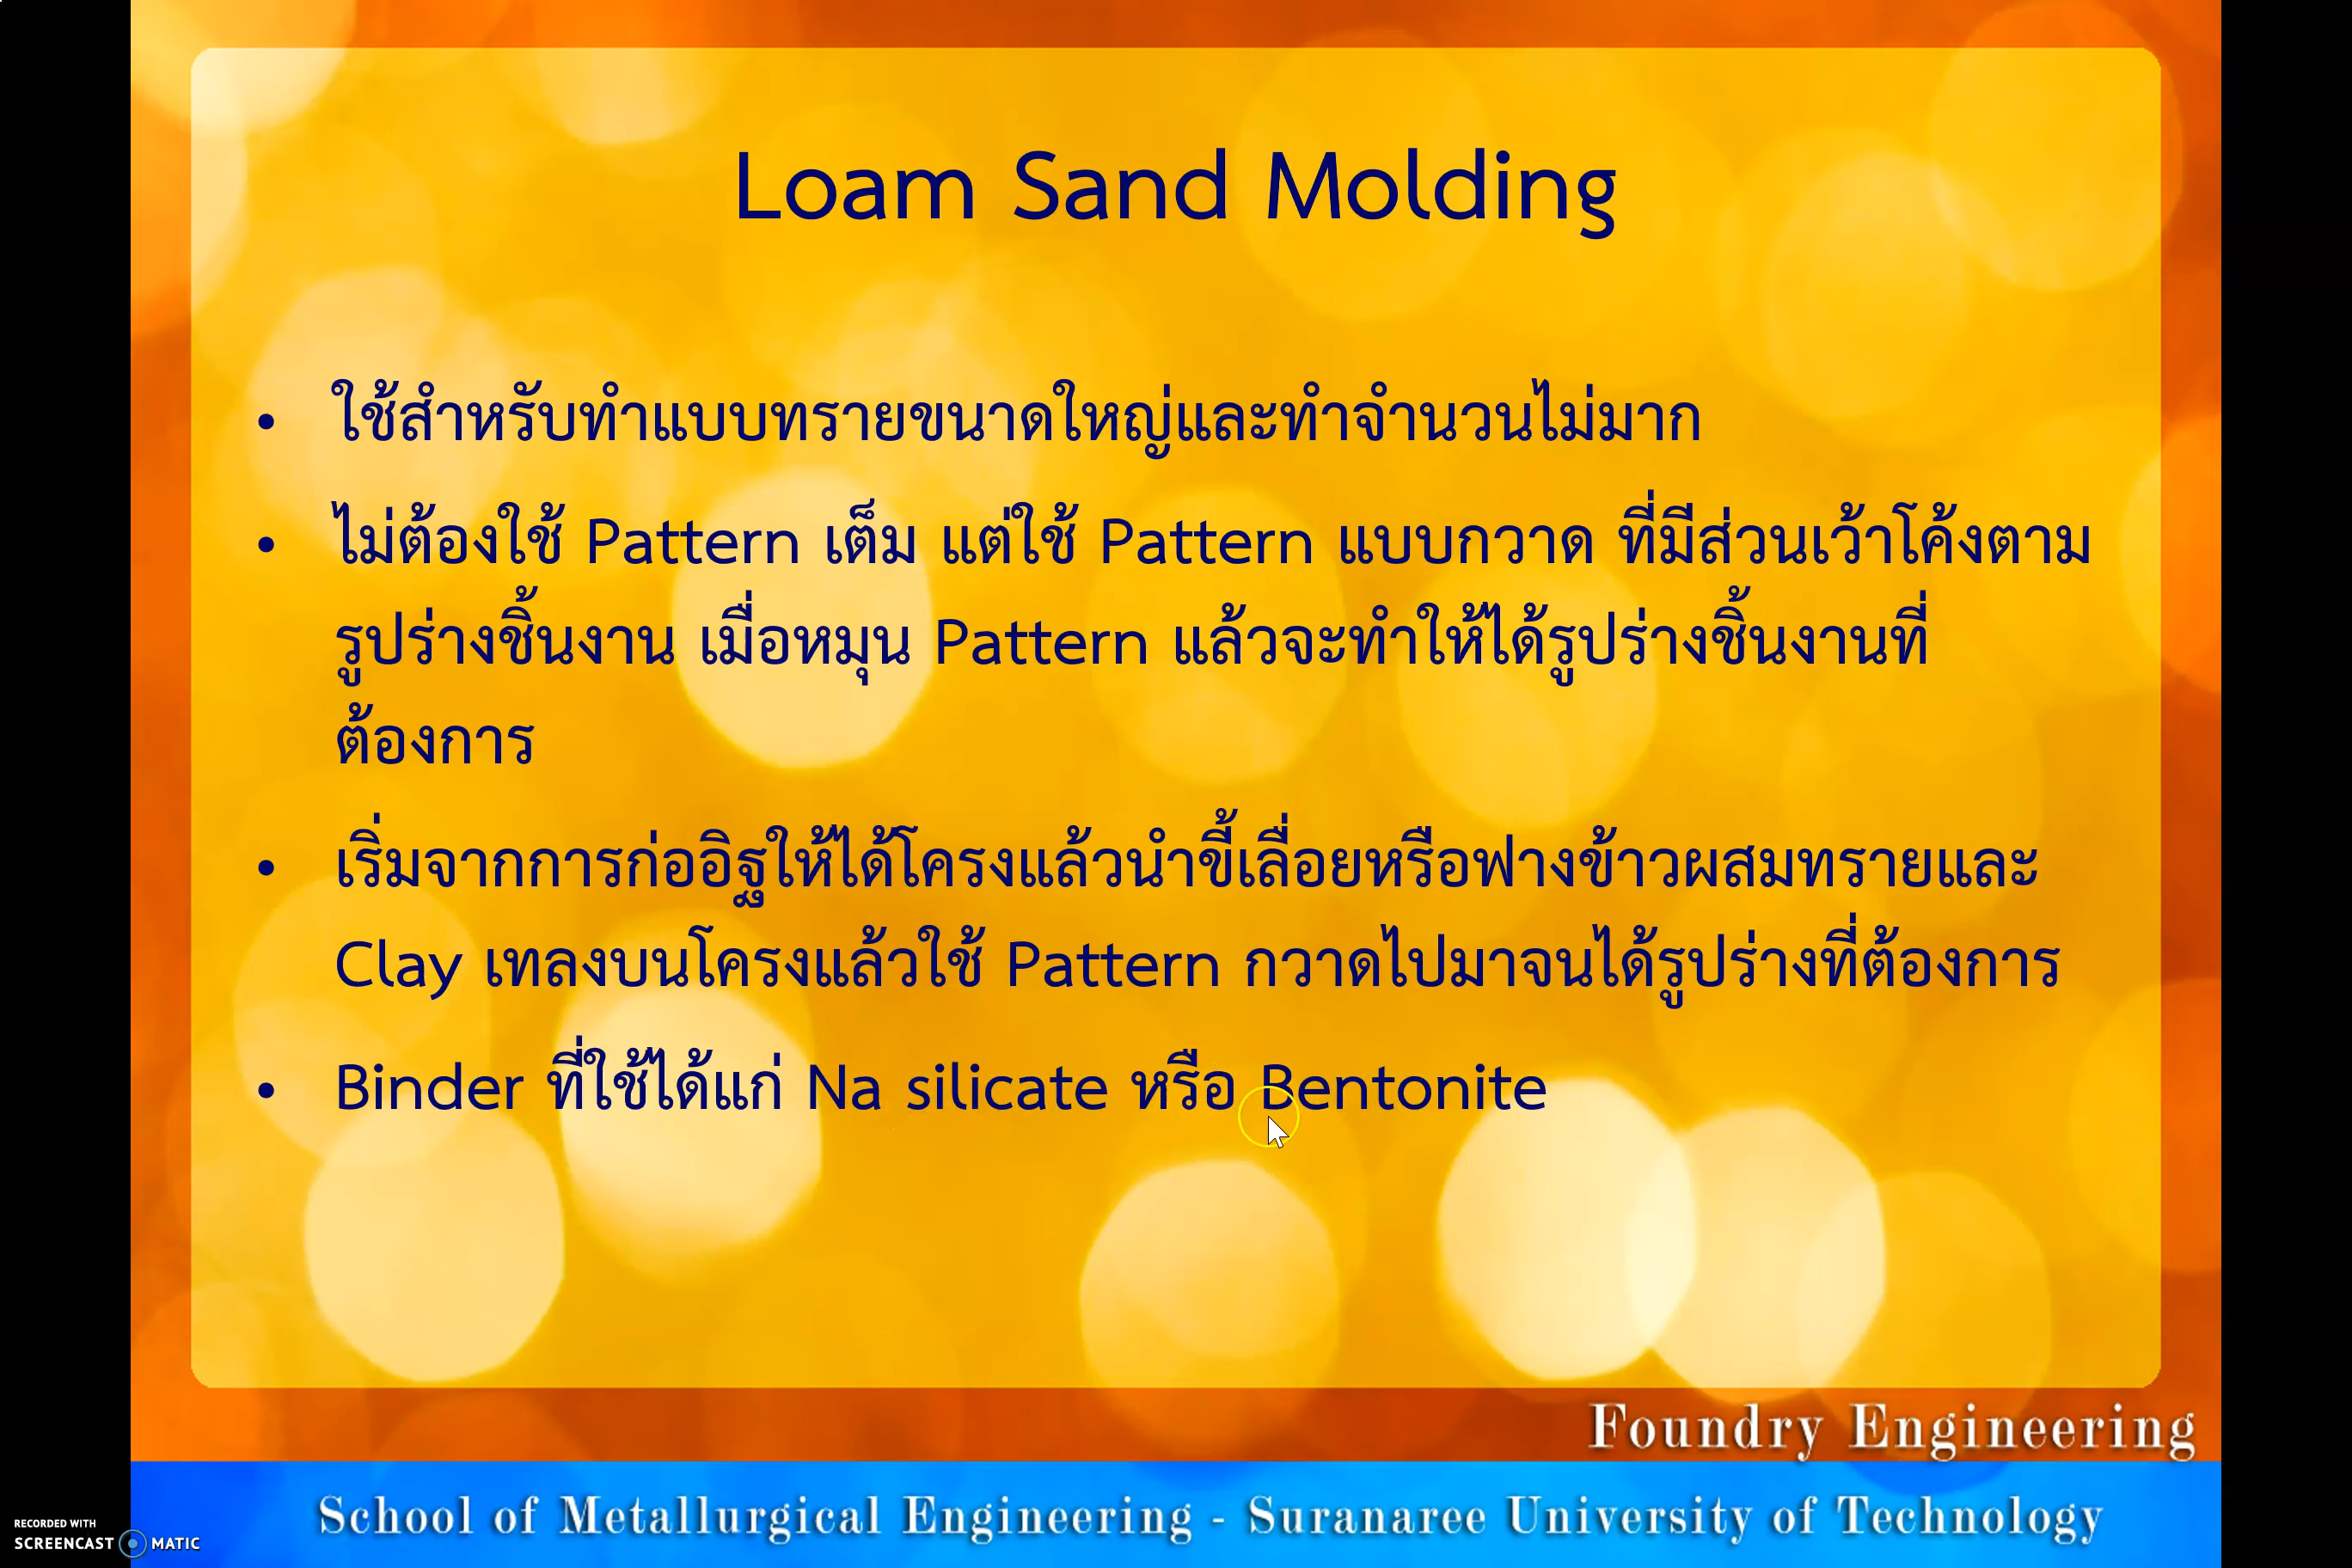 Loam Sand Molding
• ใช้สำหรับทำแบบทรายขนาดใหญ่และทำจำนวนไม่มาก
• ไม่ต้องใช้ Pattern เต็ม แต่ใช้ Pattern แบบกวาด ที่มีส่วนเว้าโค้งตาม
รูปร่างชิ้นงาน เมื่อหมุน Pattern แล้วจะทำให้ได้รูปร่างชิ้นงานที่
ต้องการ
• เริ่มจากการก่ออิฐให้ได้โครงแล้วนำขี้เลื่อยหรือฟางข้าวผสมทรายและ
Clay เทลงบนโครงแล้วใช้ Pattern กวาดไปมาจนได้รูปร่างที่ต้องการ
• Binder ที่ใช้ได้แก่ Na silicate หรือ Bentonite
Foundry Engineering
School of Metallurgical Engineering - Suranaree University of Technology
RECORDED WITH
SCREENCAST MATIC